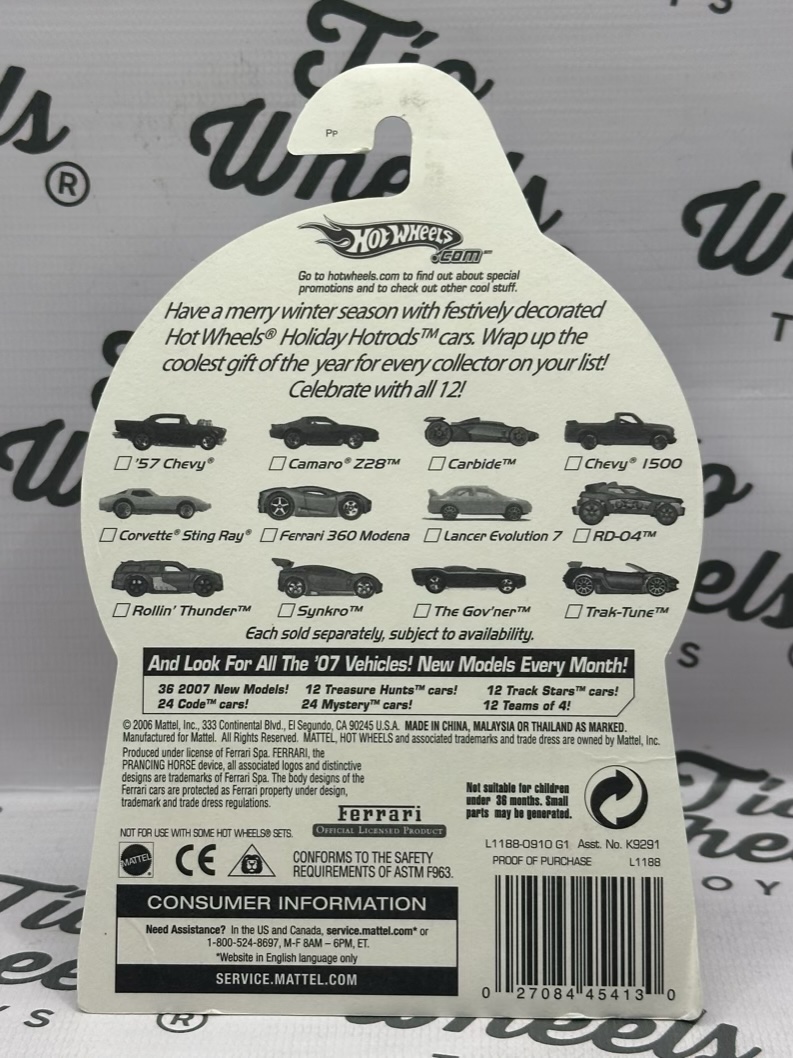 Tio
Wheels
®
Pp
HOT WHEELS
.COM™
Go to hotwheels.com to find out about special
promotions and to check out other cool stuff.
Have a merry winter season with festively decorated
Hot Wheels® Holiday Hotrods™ cars. Wrap up the
coolest gift of the year for every collector on your list!
Celebrate with all 12!
'57 Chevy® Camaro® Z28™ Carbide™ Chevy® 1500
Corvette® Sting Ray® Ferrari 360 Modena Lancer Evolution 7 RD-04™
Rollin' Thunder™ Synkro™ The Gov'ner™ Trak-Tune™
Each sold separately, subject to availability.
And Look For All The '07 Vehicles! New Models Every Month!
36 2007 New Models! 12 Treasure Hunts™ cars! 12 Track Stars™ cars!
24 Code™ cars! 24 Mystery™ cars! 12 Teams of 4!
© 2006 Mattel, Inc., 333 Continental Blvd., El Segundo, CA 90245 U.S.A. MADE IN CHINA, MALAYSIA OR THAILAND AS MARKED.
Manufactured for Mattel. All Rights Reserved. MATTEL, HOT WHEELS and associated trademarks and trade dress are owned by Mattel, Inc.
Produced under license of Ferrari Spa. FERRARI, the
PRANCING HORSE device, all associated logos and distinctive
designs are trademarks of Ferrari Spa. The body designs of the
Ferrari cars are protected as Ferrari property under design,
trademark and trade dress regulations.
Ferrari
OFFICIAL LICENSED PRODUCT
Not suitable for children
under 36 months. Small
parts may be generated.
NOT FOR USE WITH SOME HOT WHEELS® SETS.
MATTEL CE
CONFORMS TO THE SAFETY
REQUIREMENTS OF ASTM F963.
L1188-0910 G1 Asst. No. K9291
PROOF OF PURCHASE L1188
CONSUMER INFORMATION
Need Assistance? In the US and Canada, service.mattel.com* or
1-800-524-8697, M-F 8AM – 6PM, ET.
*Website in English language only
SERVICE.MATTEL.COM
0 27084 45413 0